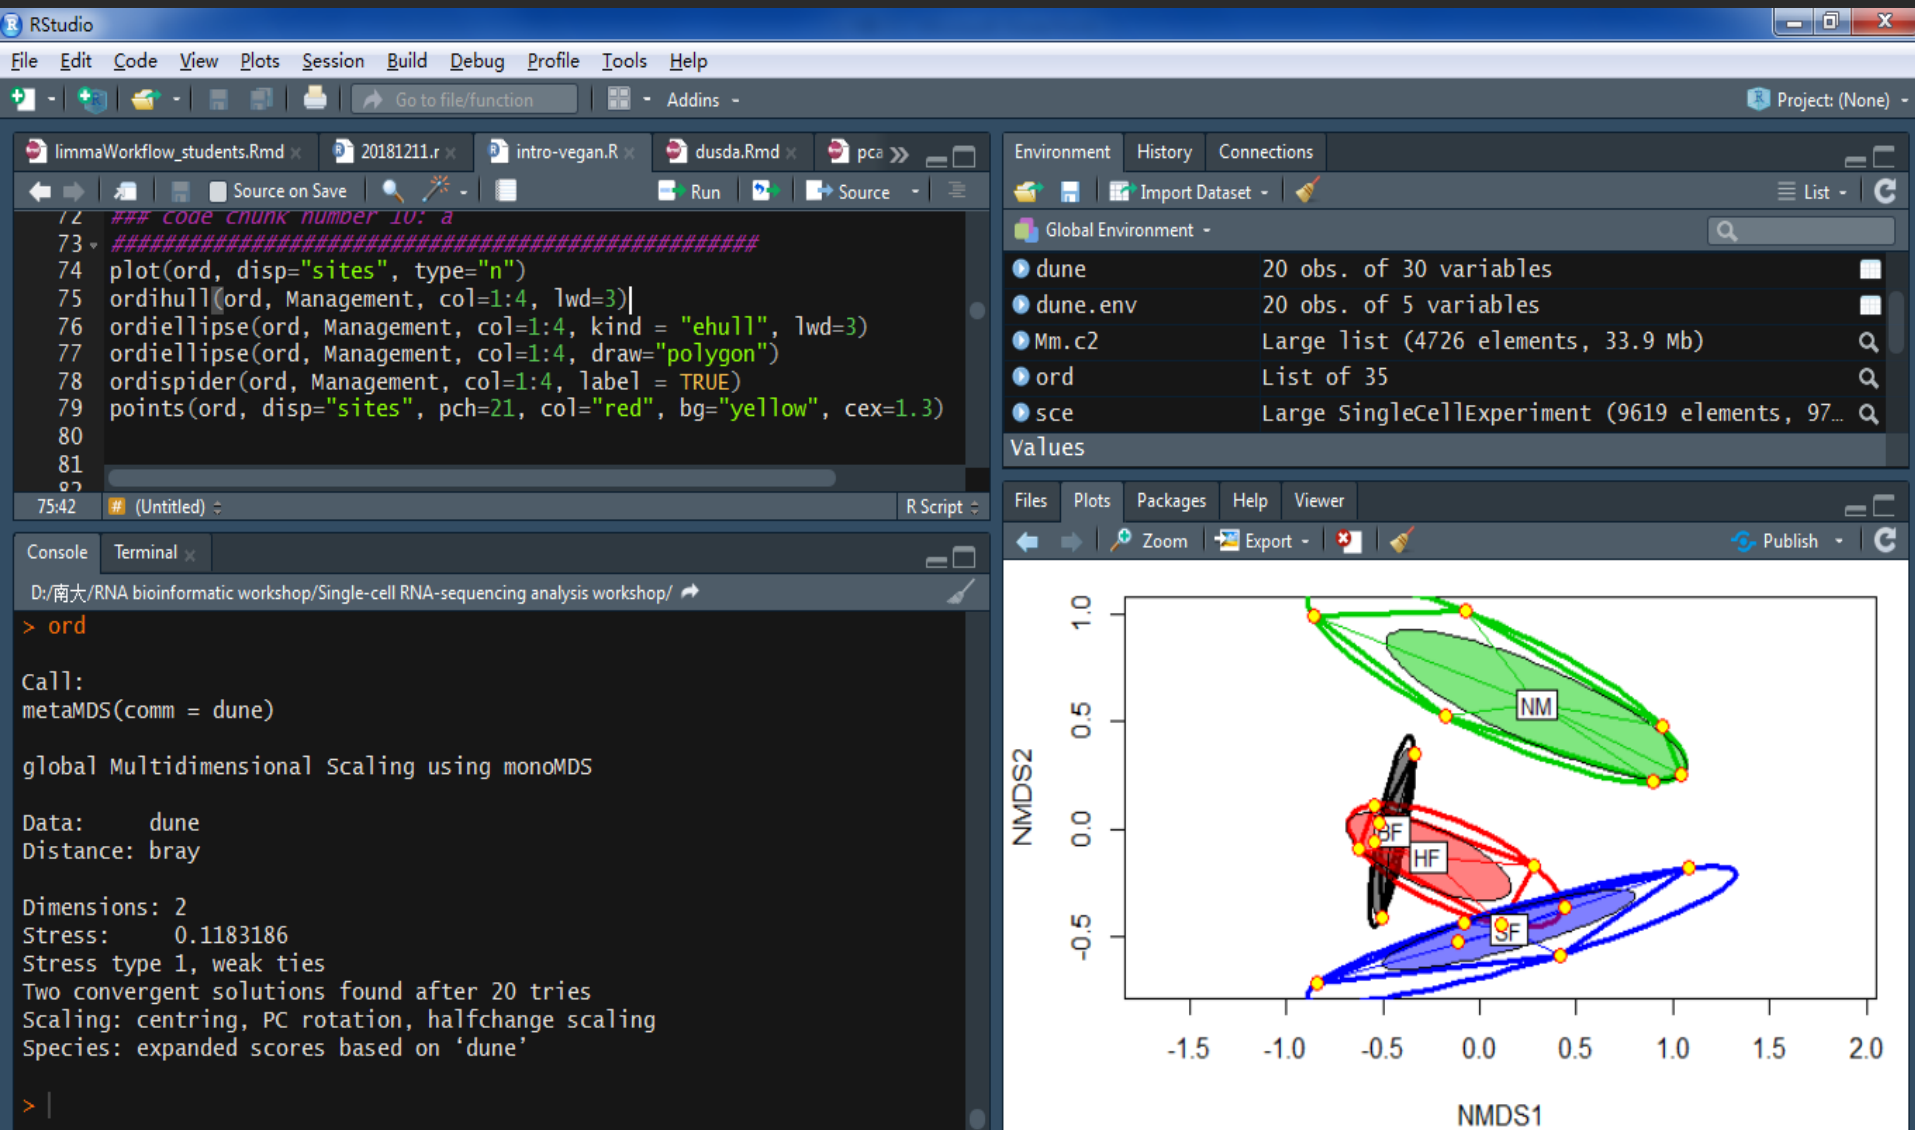 RStudio
File Edit Code View Plots Session Build Debug Profile Tools Help
Go to file/function Addins Project: (None)
limmaWorkflow_students.Rmd 20181211.r intro-vegan.R dusda.Rmd pca
Source on Save Run Source
72 ### code chunk number 10: a
73 ###################################################
74 plot(ord, disp="sites", type="n")
75 ordihull(ord, Management, col=1:4, lwd=3)
76 ordiellipse(ord, Management, col=1:4, kind = "ehull", lwd=3)
77 ordiellipse(ord, Management, col=1:4, draw="polygon")
78 ordispider(ord, Management, col=1:4, label = TRUE)
79 points(ord, disp="sites", pch=21, col="red", bg="yellow", cex=1.3)
80
81
82
75:42 # (Untitled) R Script
Console Terminal
D:/南大/RNA bioinformatic workshop/Single-cell RNA-sequencing analysis workshop/
> ord
Call:
metaMDS(comm = dune)
global Multidimensional Scaling using monoMDS
Data: dune
Distance: bray
Dimensions: 2
Stress: 0.1183186
Stress type 1, weak ties
Two convergent solutions found after 20 tries
Scaling: centring, PC rotation, halfchange scaling
Species: expanded scores based on ‘dune’
>
Environment History Connections
Import Dataset List
Global Environment
dune 20 obs. of 30 variables
dune.env 20 obs. of 5 variables
Mm.c2 Large list (4726 elements, 33.9 Mb)
ord List of 35
sce Large SingleCellExperiment (9619 elements, 97…
Values
Files Plots Packages Help Viewer
Zoom Export Publish
1.0
0.5
0.0
-0.5
NMDS2
NM
BF
HF
SF
-1.5 -1.0 -0.5 0.0 0.5 1.0 1.5 2.0
NMDS1